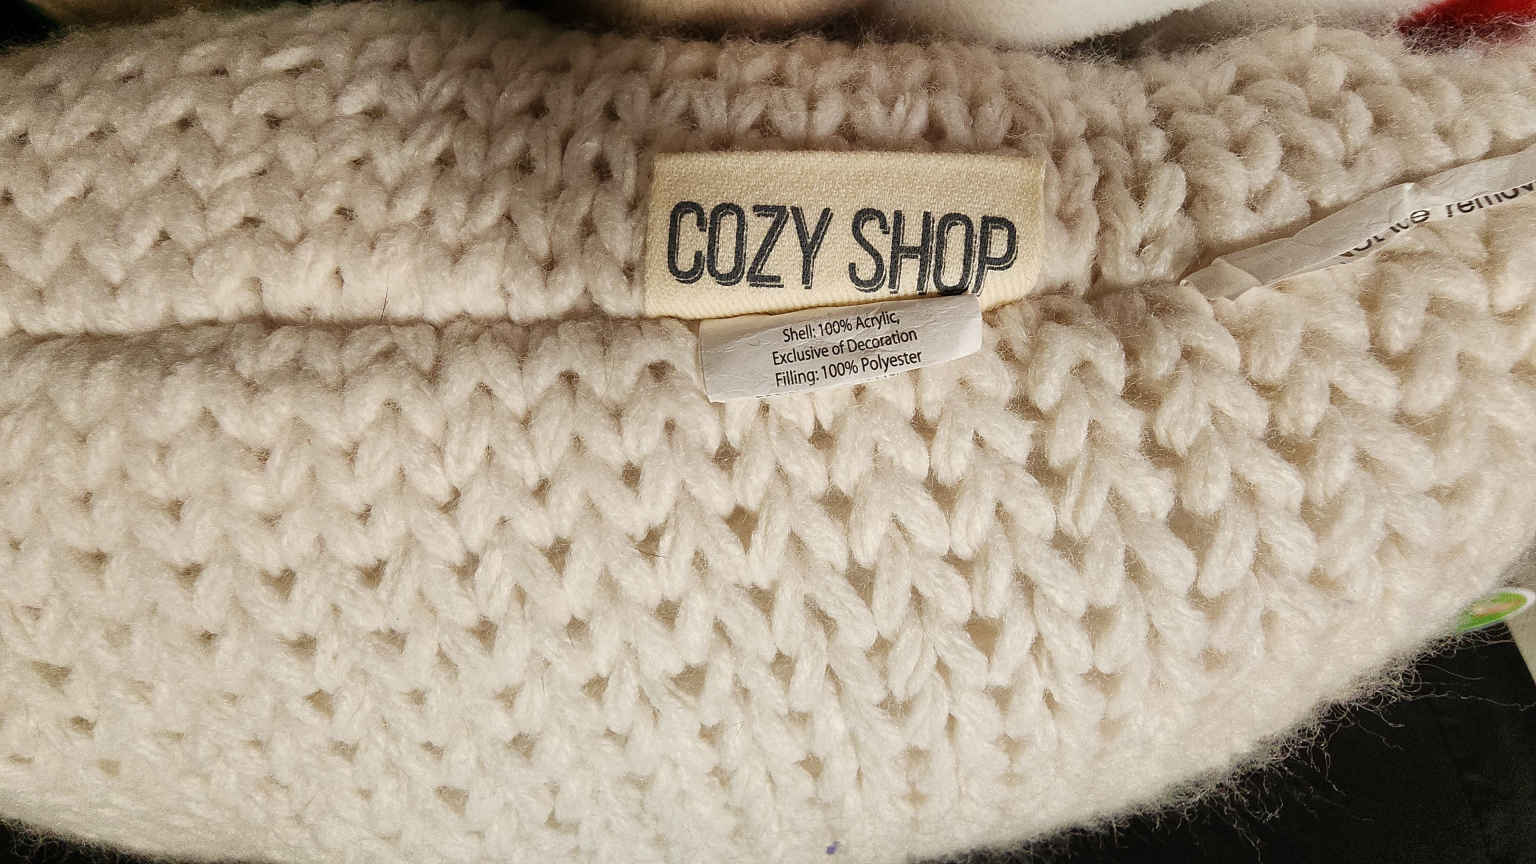 COZY SHOP
Shell: 100% Acrylic,
Exclusive of Decoration
Filling: 100% Polyester